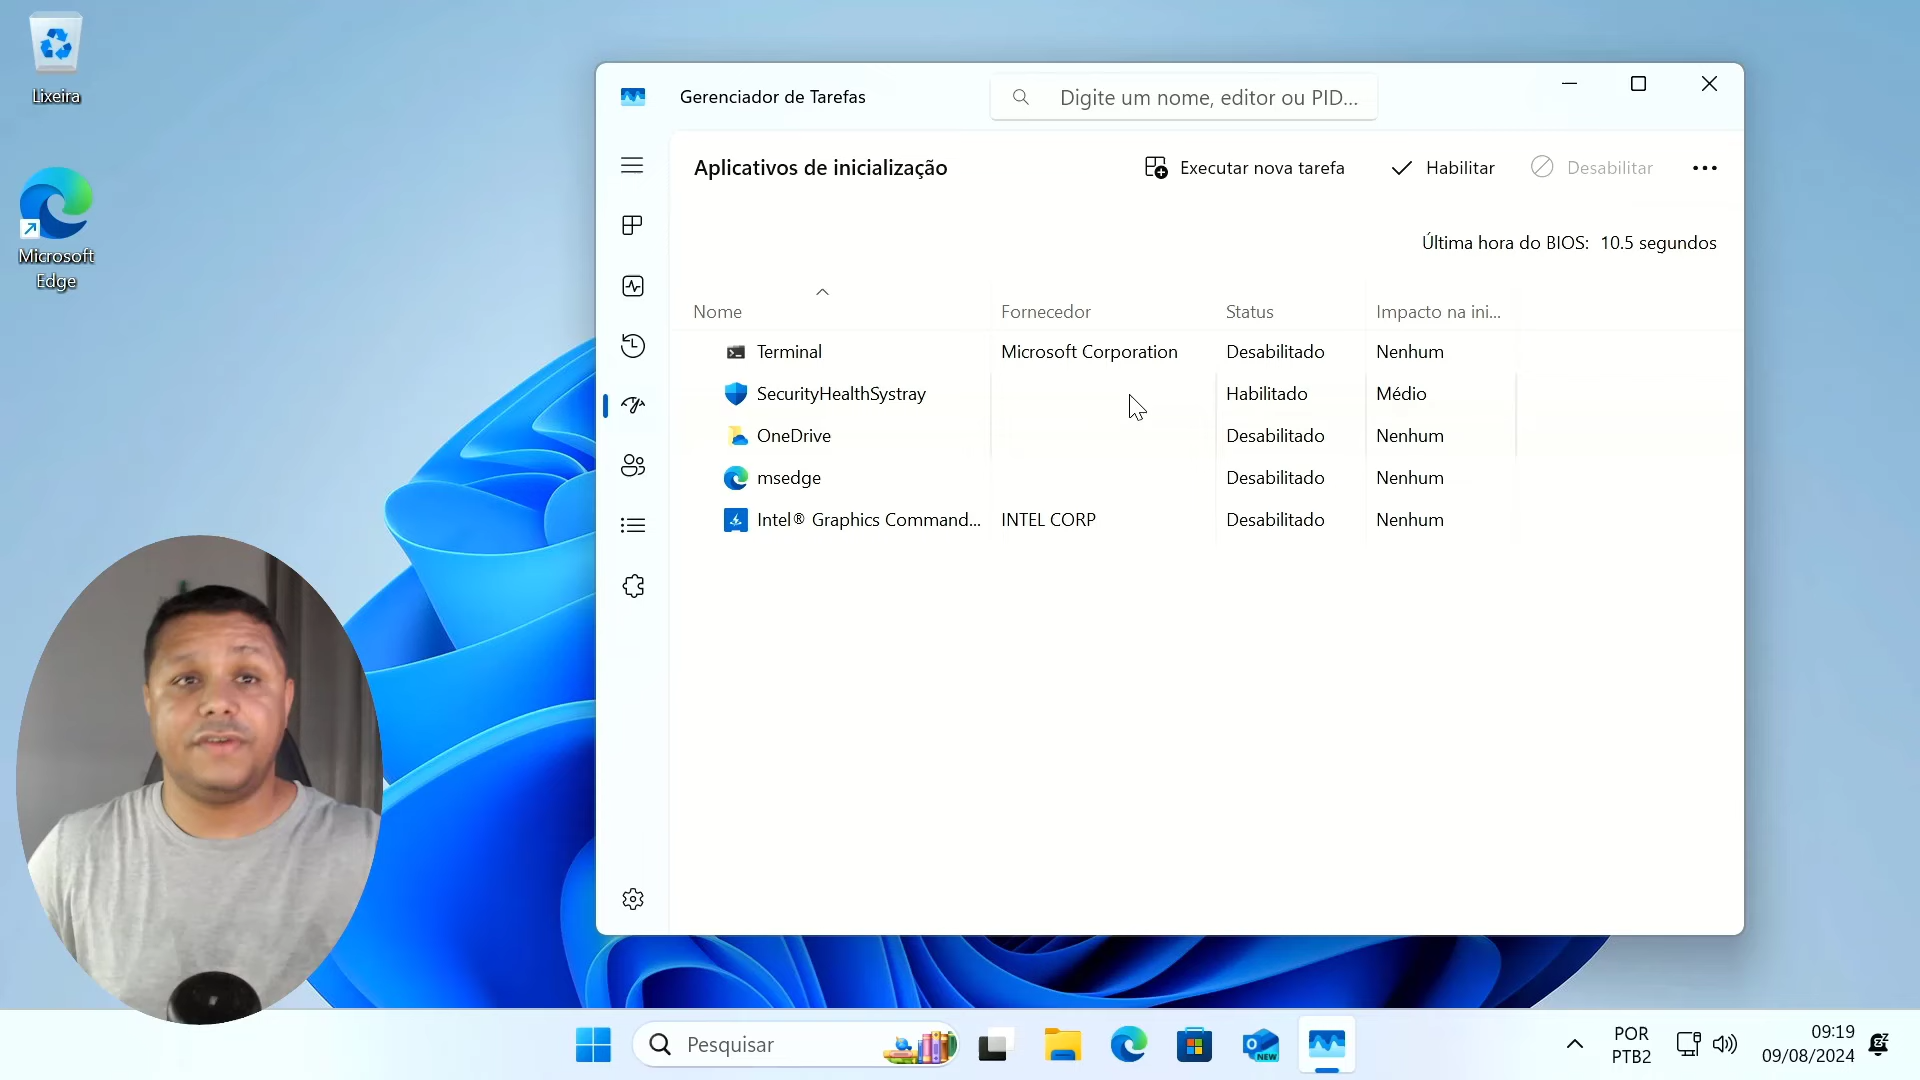 Lixeira
Microsoft
Edge
Gerenciador de Tarefas
Digite um nome, editor ou PID...
Aplicativos de inicialização
Executar nova tarefa
Habilitar
Desabilitar
Última hora do BIOS: 10.5 segundos
Nome Fornecedor Status Impacto na ini...
Terminal Microsoft Corporation Desabilitado Nenhum
SecurityHealthSystray Habilitado Médio
OneDrive Desabilitado Nenhum
msedge Desabilitado Nenhum
Intel® Graphics Command... INTEL CORP Desabilitado Nenhum
Pesquisar
NEW
POR
PTB2
09:19
09/08/2024